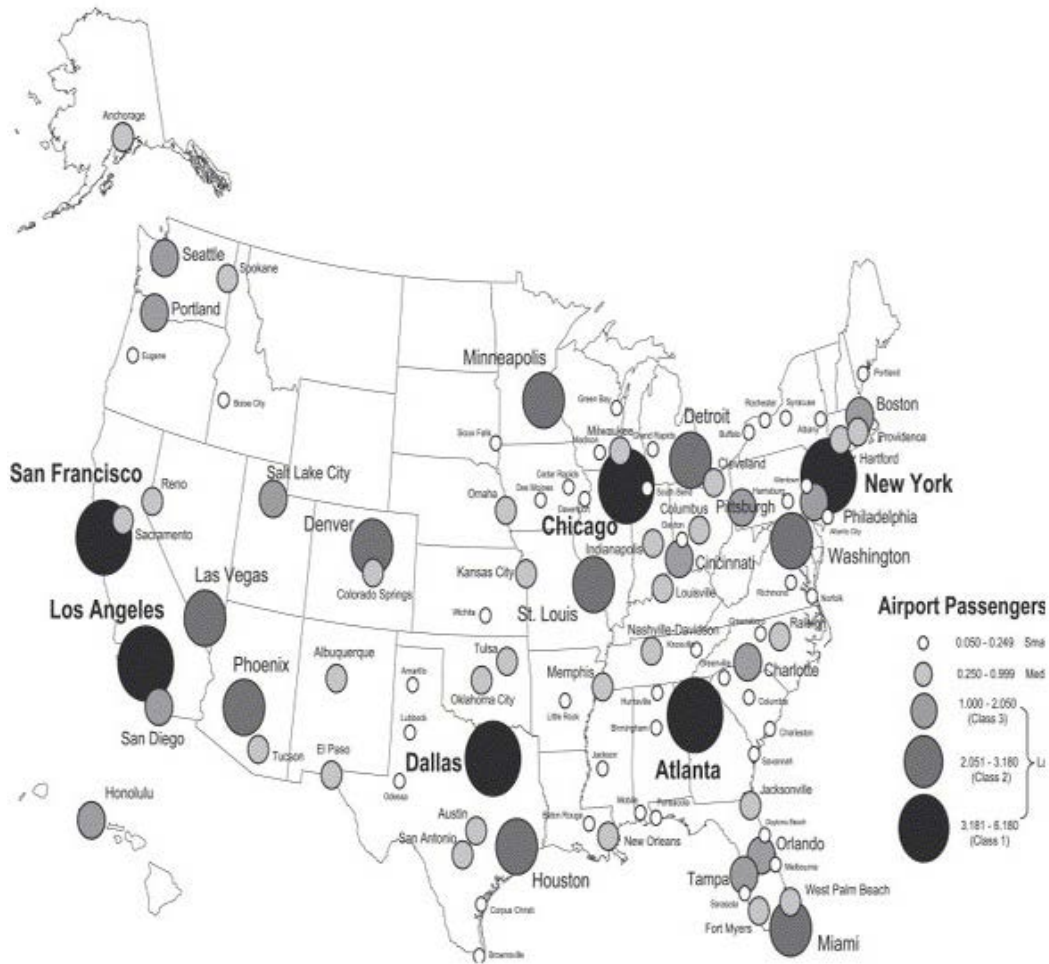 Anchorage
Seattle
Spokane
Portland
Eugene
Boise City
Minneapolis
Green Bay
Sioux Falls
Madison
Milwaukee
Grand Rapids
Detroit
Cleveland
Buffalo
Rochester
Syracuse
Albany
Portland
Boston
Providence
Hartford
New York
San Francisco
Reno
Sacramento
Salt Lake City
Denver
Colorado Springs
Omaha
Des Moines
Cedar Rapids
Davenport
Chicago
South Bend
Columbus
Dayton
Pittsburgh
Harrisburg
Allentown
Philadelphia
Atlantic City
Indianapolis
Cincinnati
Washington
Las Vegas
Kansas City
St. Louis
Louisville
Richmond
Norfolk
Los Angeles
Wichita
Nashville-Davidson
Knoxville
Greensboro
Raleigh
Airport Passengers
0.050 - 0.249 Sma
0.250 - 0.999 Med
1.000 - 2.050
(Class 3)
2.051 - 3.180
(Class 2)
3,181 - 6.180
(Class 1)
Phoenix
Albuquerque
Amarillo
Tulsa
Oklahoma City
Memphis
Little Rock
Huntsville
Greenville
Charlotte
Columbia
San Diego
Tucson
El Paso
Lubbock
Odessa
Dallas
Birmingham
Jackson
Atlanta
Charleston
Savannah
Honolulu
Austin
San Antonio
Houston
Baton Rouge
New Orleans
Mobile
Pensacola
Jacksonville
Daytona Beach
Orlando
Melbourne
Tampa
Sarasota
West Palm Beach
Fort Myers
Miami
Corpus Christi
Brownsville